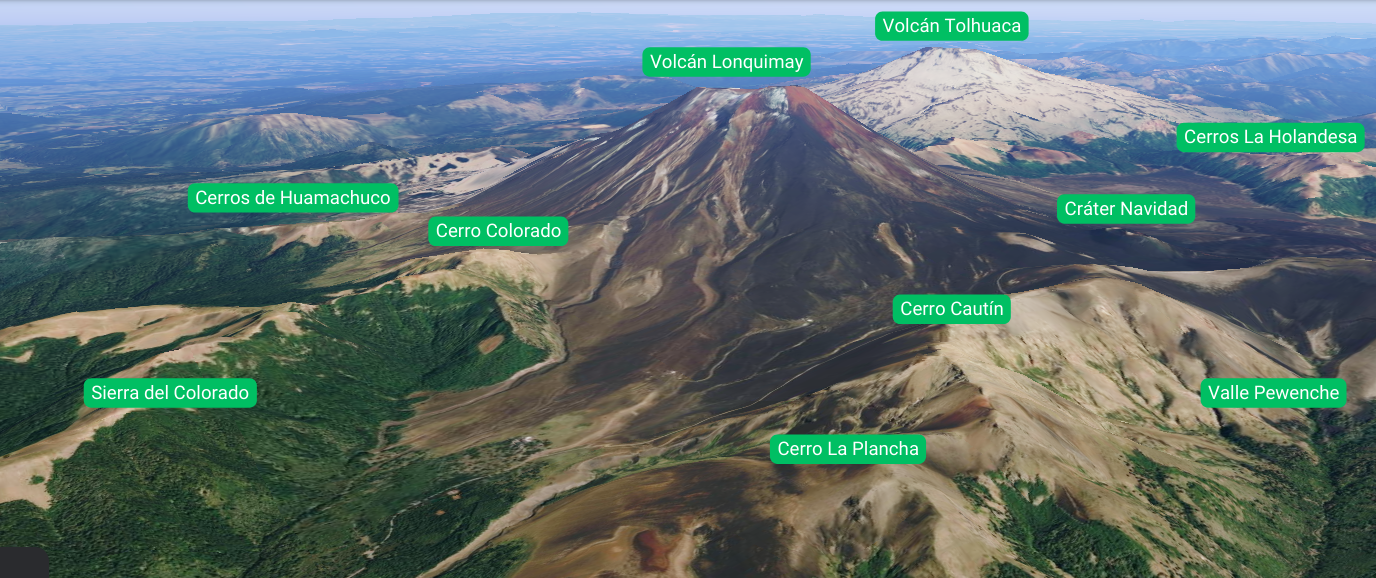 Volcán Tolhuaca
Volcán Lonquimay
Cerros La Holandesa
Cerros de Huamachuco
Cráter Navidad
Cerro Colorado
Cerro Cautín
Sierra del Colorado
Valle Pewenche
Cerro La Plancha